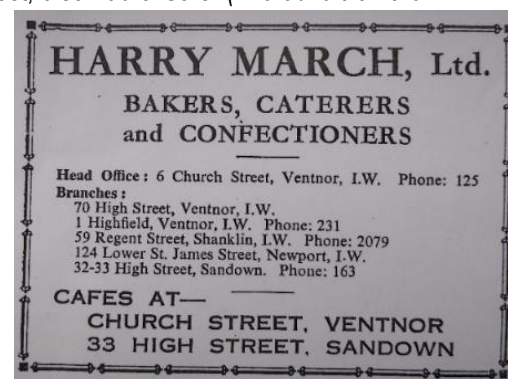 HARRY MARCH, Ltd.
BAKERS, CATERERS
and CONFECTIONERS
Head Office: 6 Church Street, Ventnor, I.W. Phone: 125
Branches:
70 High Street, Ventnor, I.W.
1 Highfield, Ventnor, I.W. Phone: 231
59 Regent Street, Shanklin, I.W. Phone: 2079
124 Lower St. James Street, Newport, I.W.
32-33 High Street, Sandown. Phone: 163
CAFES AT—
CHURCH STREET, VENTNOR
33 HIGH STREET, SANDOWN